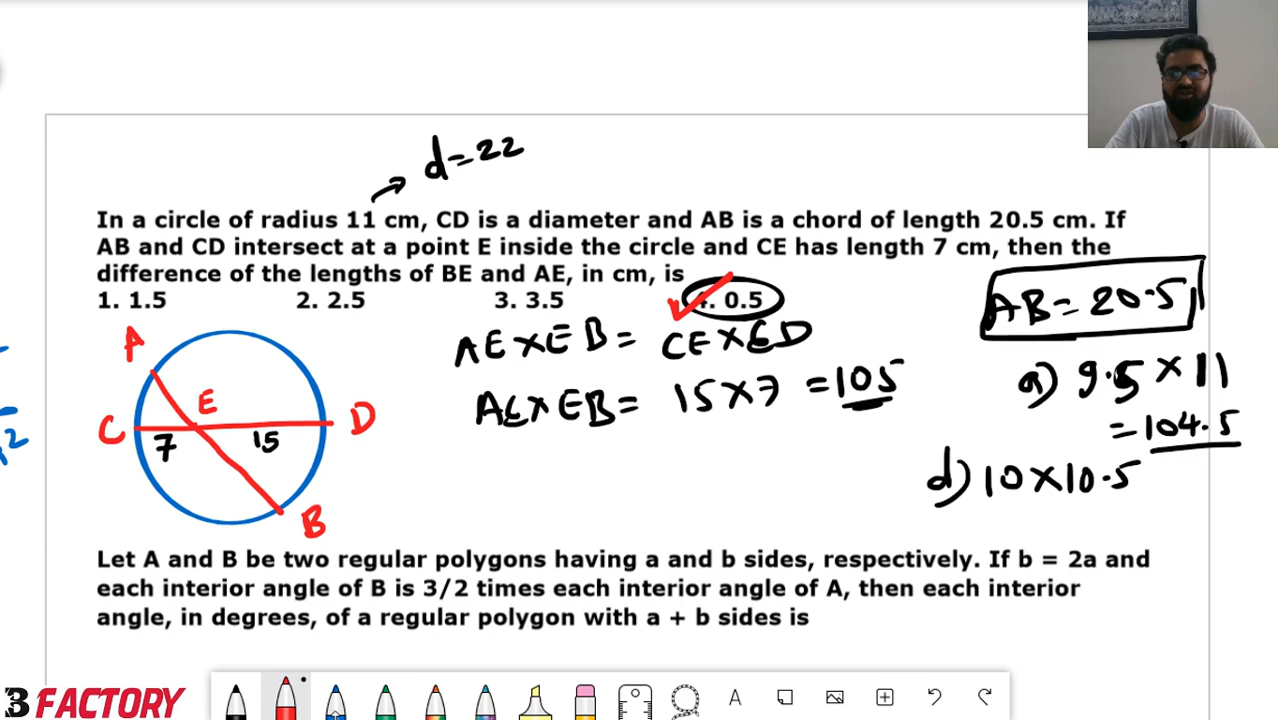 d=22
In a circle of radius 11 cm, CD is a diameter and AB is a chord of length 20.5 cm. If
AB and CD intersect at a point E inside the circle and CE has length 7 cm, then the
difference of the lengths of BE and AE, in cm, is
1. 1.5 2. 2.5 3. 3.5 4. 0.5
AB = 20.5
AE X EB = CE X ED
AE X EB = 15 X 7 = 105
a) 9.5 X 11
= 104.5
d) 10 X 10.5
A
E
C
D
7
15
B
2
Let A and B be two regular polygons having a and b sides, respectively. If b = 2a and
each interior angle of B is 3/2 times each interior angle of A, then each interior
angle, in degrees, of a regular polygon with a + b sides is
3 FACTORY
A